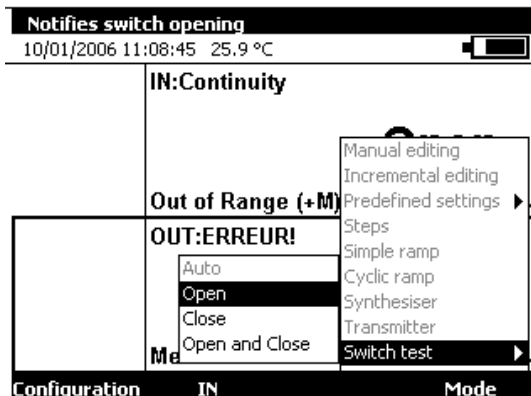 Notifies switch opening
10/01/2006 11:08:45 25.9 °C
IN:Continuity
Manual editing
Incremental editing
Out of Range (+M)
Predefined settings
Steps
OUT:ERREUR!
Simple ramp
Auto
Cyclic ramp
Open
Synthesiser
Close
Transmitter
Open and Close
Me
Switch test
Configuration IN Mode